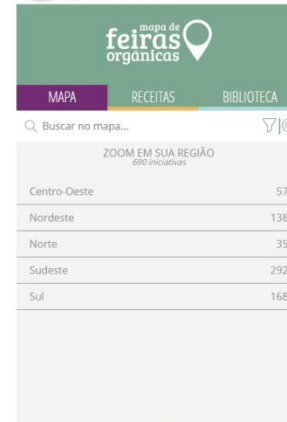 mapa de
feiras
orgânicas
MAPA RECEITAS BIBLIOTECA
Buscar no mapa...
ZOOM EM SUA REGIÃO
690 iniciativas
Centro-Oeste 57
Nordeste 138
Norte 35
Sudeste 292
Sul 168